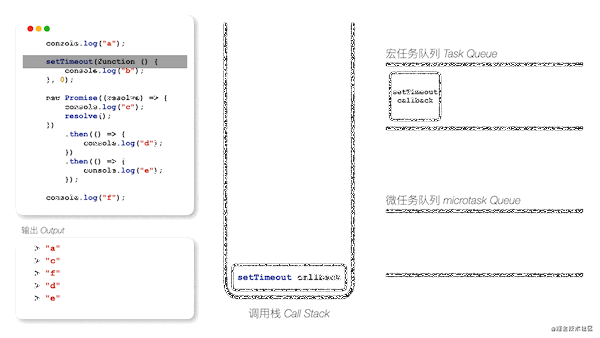 console.log("a");
setTimeout(function () {
console.log("b");
}, 0);
new Promise((resolve) => {
console.log("c");
resolve();
})
.then(() => {
console.log("d");
})
.then(() => {
console.log("e");
});
console.log("f");
输出 Output
> "a"
> "c"
> "f"
> "d"
> "e"
setTimeout callback
调用栈 Call Stack
宏任务队列 Task Queue
setTimeout
callback
微任务队列 microtask Queue
@稀土掘金技术社区